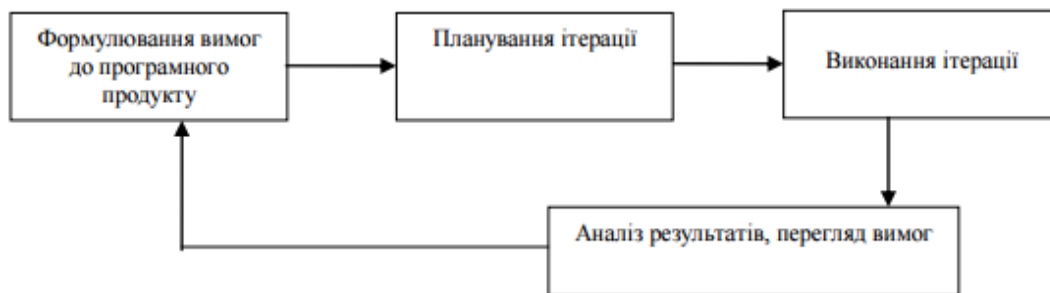 Формулювання вимог
до програмного
продукту
Планування ітерації
Виконання ітерації
Аналіз результатів, перегляд вимог